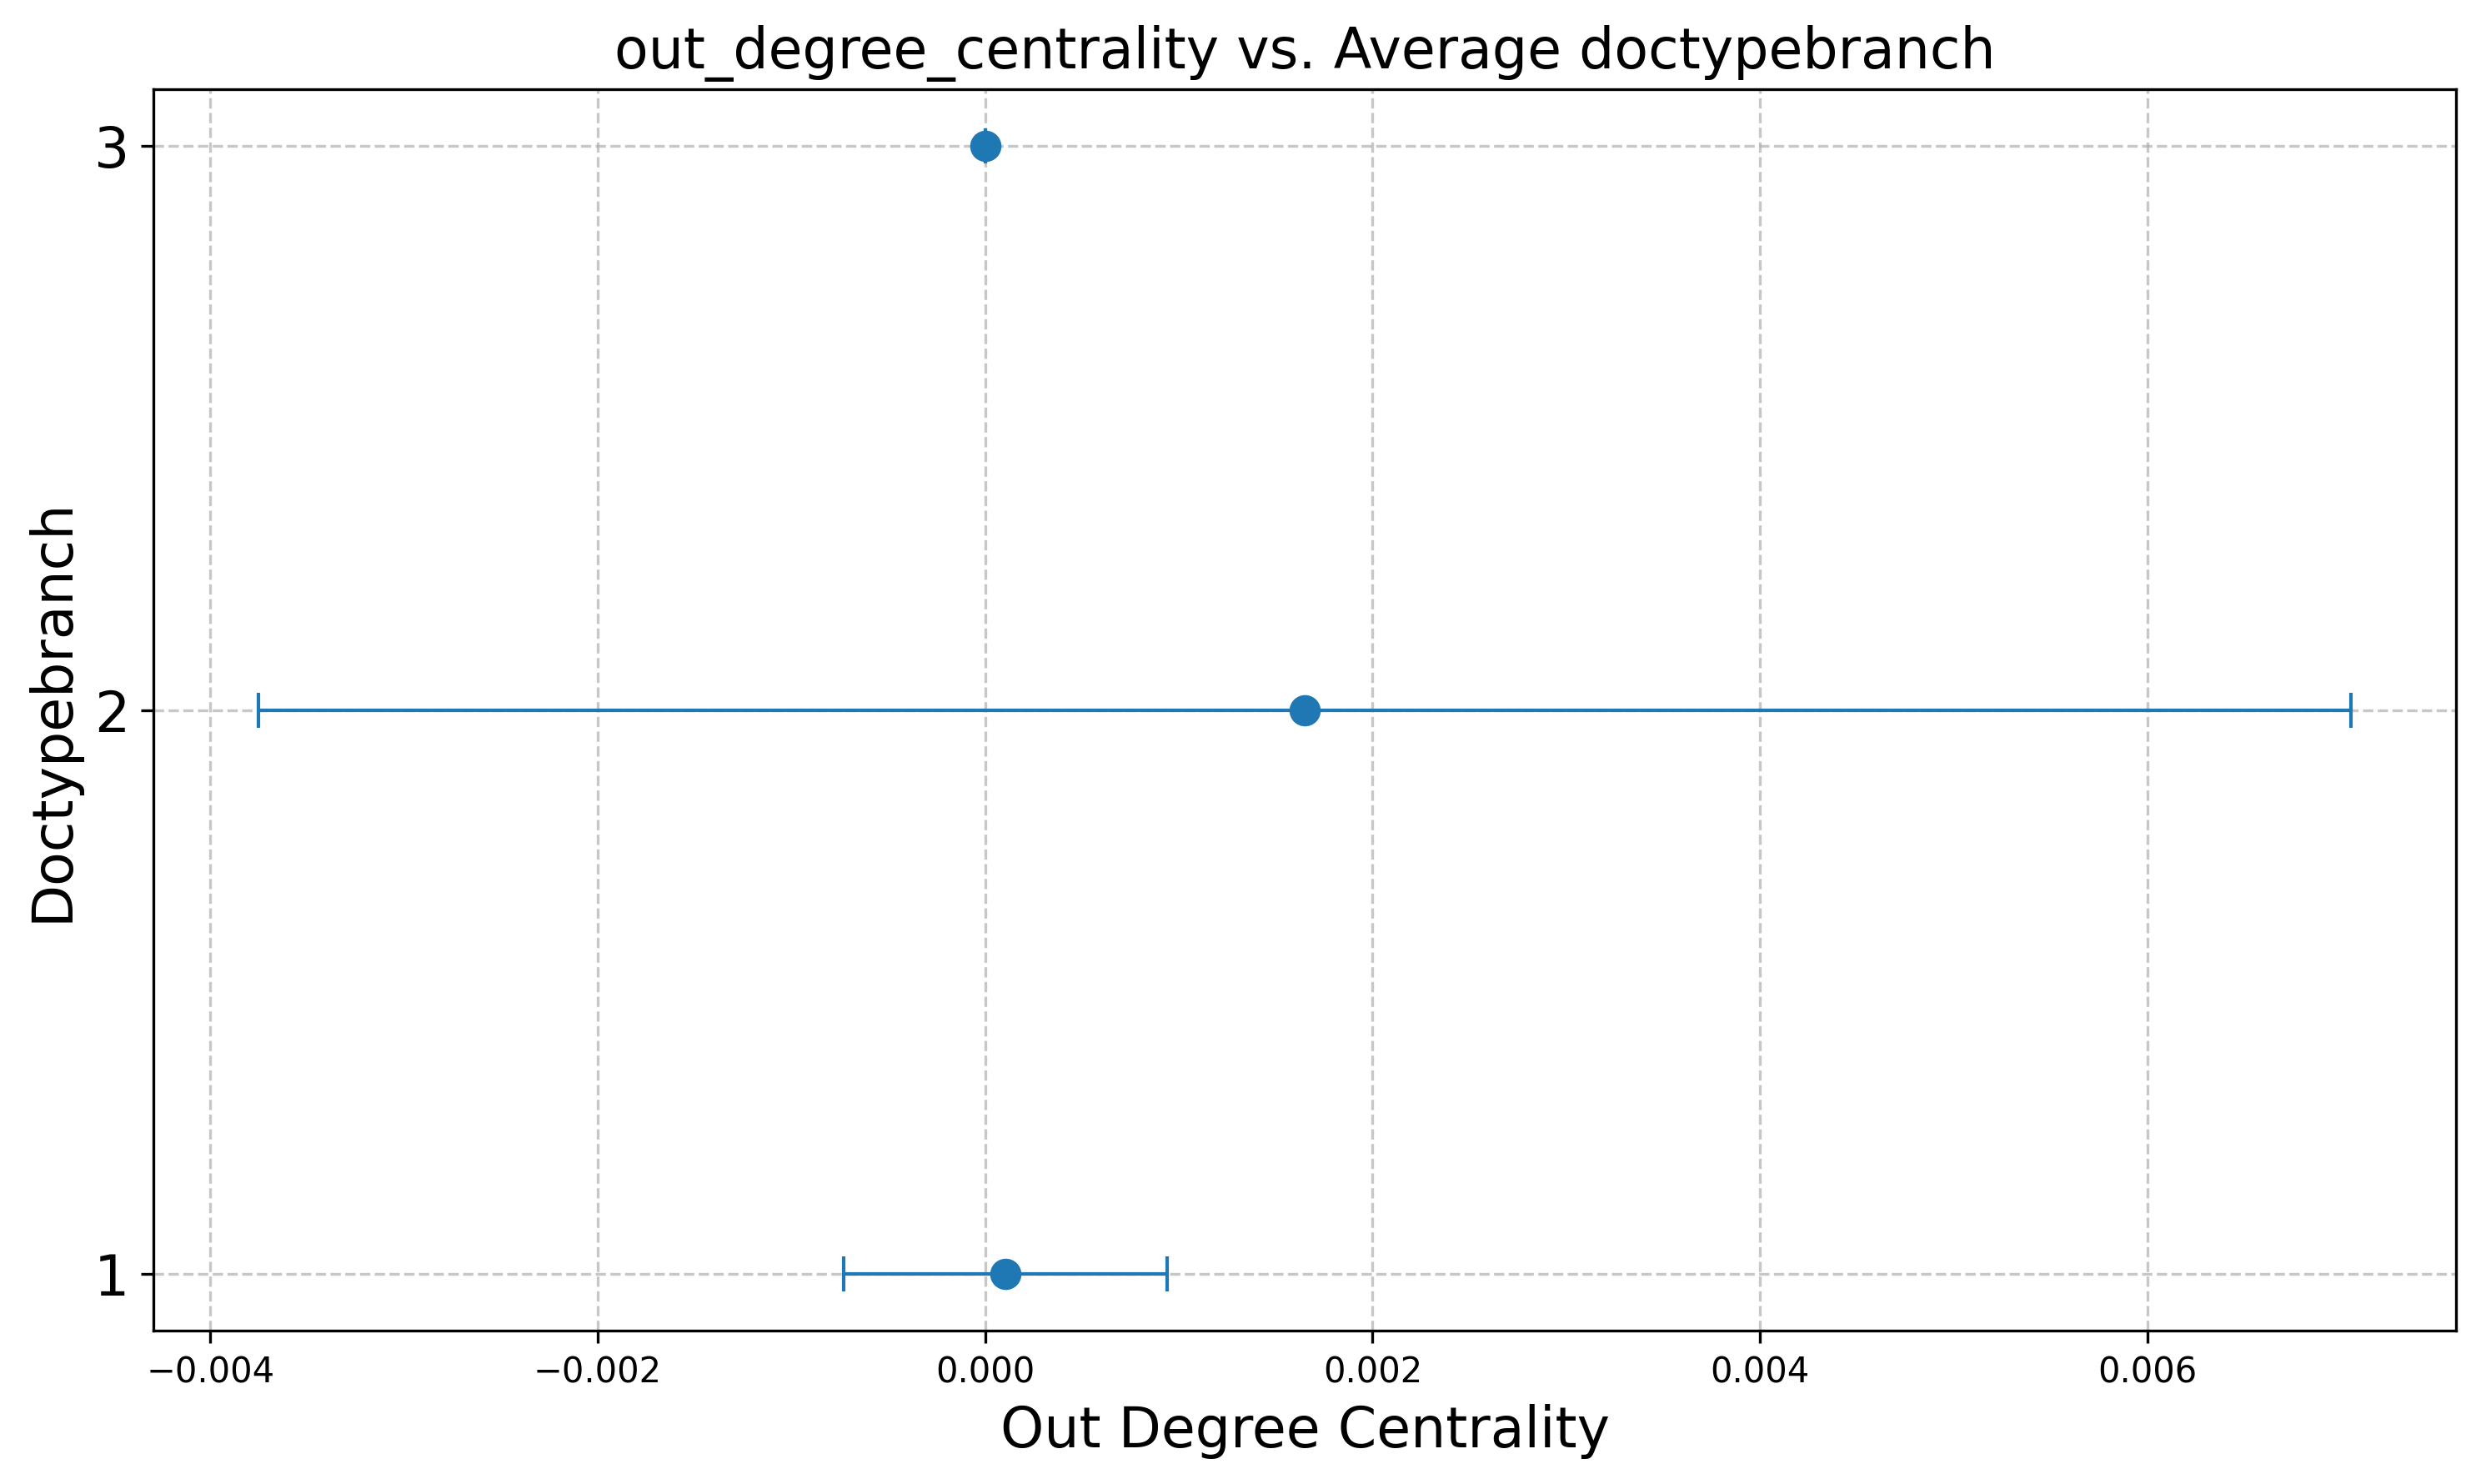 out_degree_centrality vs. Average doctypebranch
3
2
1
Doctypebranch
−0.004 −0.002 0.000 0.002 0.004 0.006
Out Degree Centrality